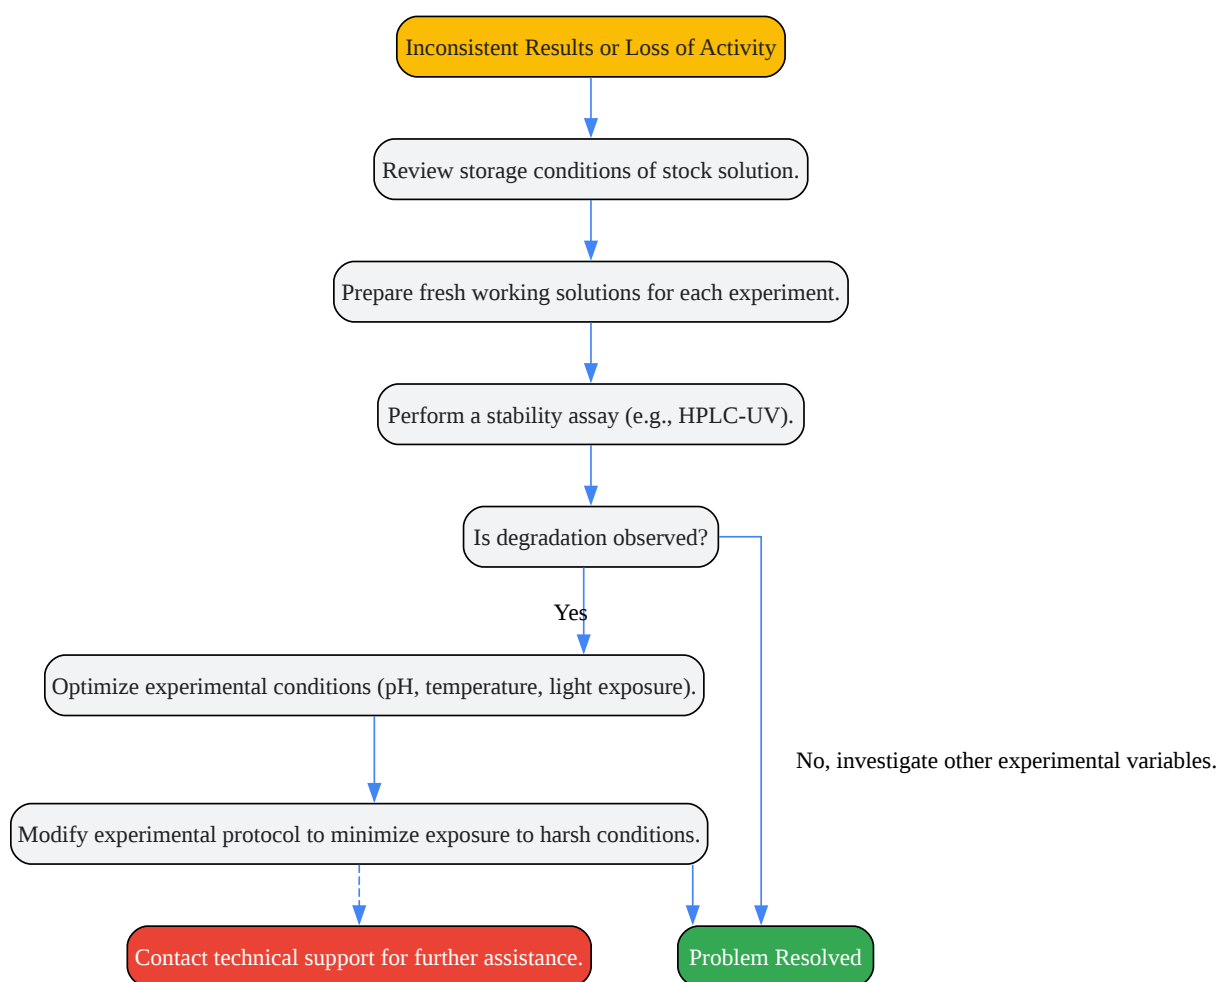 Inconsistent Results or Loss of Activity
Review storage conditions of stock solution.
Prepare fresh working solutions for each experiment.
Perform a stability assay (e.g., HPLC-UV).
Is degradation observed?
Yes
Optimize experimental conditions (pH, temperature, light exposure).
No, investigate other experimental variables.
Modify experimental protocol to minimize exposure to harsh conditions.
Contact technical support for further assistance.
Problem Resolved